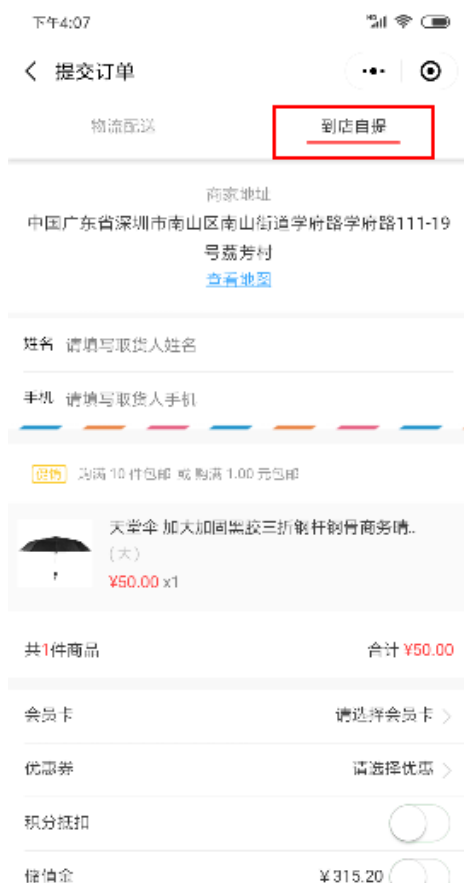 下午4:07
提交订单
物流配送 到店自提
商家地址
中国广东省深圳市南山区南山街道学府路学府路111-19
号荔芳村
查看地图
姓名 请填写取货人姓名
手机 请填写取货人手机
促销 购满 10 件包邮 或 购满 1.00 元包邮
天堂伞 加大加固黑胶三折钢杆钢骨商务晴..
(大)
¥50.00 x1
共1件商品 合计 ¥50.00
会员卡 请选择会员卡
优惠券 请选择优惠
积分抵扣
储值金 ¥315.20